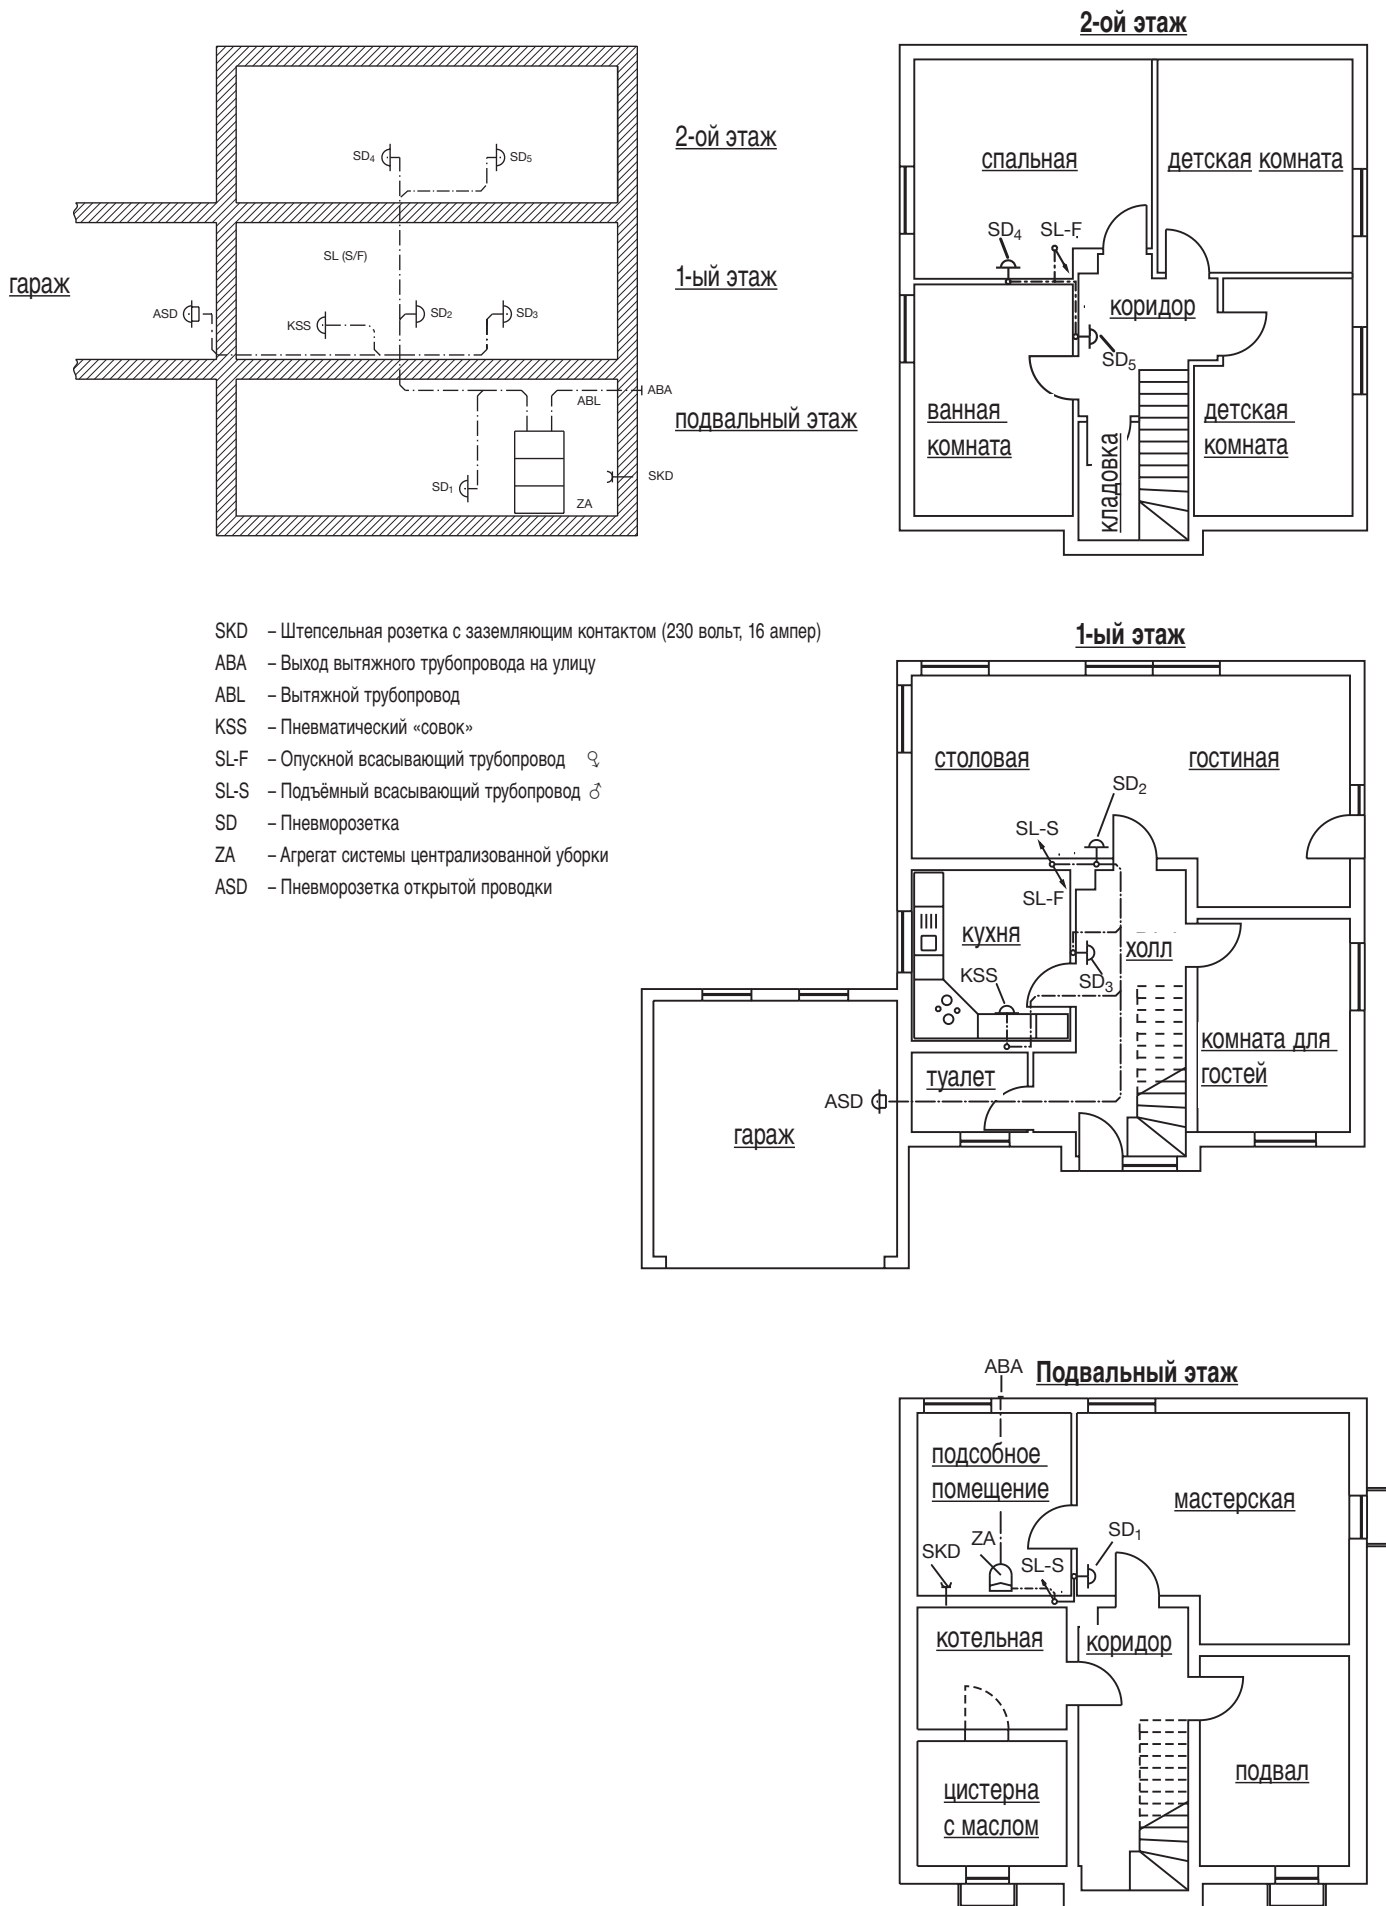 2-ой этаж
SD4
SD5
2-ой этаж
SL (S/F)
гараж
1-ый этаж
ASD
KSS
SD2
SD3
ABL
ABA
подвальный этаж
SD1
SKD
ZA
спальная
детская комната
SD4
SL-F
коридор
SD5
ванная
комната
детская
комната
кладовка
SKD – Штепсельная розетка с заземляющим контактом (230 вольт, 16 ампер)
ABA – Выход вытяжного трубопровода на улицу
ABL – Вытяжной трубопровод
KSS – Пневматический «совок»
SL-F – Опускной всасывающий трубопровод
SL-S – Подъёмный всасывающий трубопровод
SD – Пневморозетка
ZA – Агрегат системы централизованной уборки
ASD – Пневморозетка открытой проводки
1-ый этаж
столовая
гостиная
SD2
SL-S
SL-F
кухня
холл
KSS
SD3
комната для
гостей
туалет
ASD
гараж
ABA
Подвальный этаж
подсобное
помещение
мастерская
SD1
ZA
SKD
SL-S
котельная
коридор
подвал
цистерна
с маслом